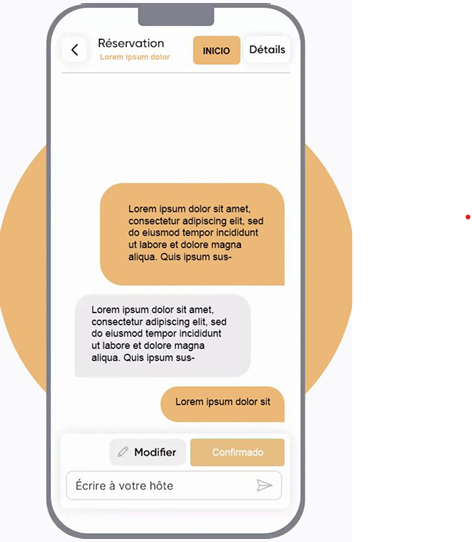 Réservation
Lorem ipsum dolor
INICIO
Détails
Lorem ipsum dolor sit amet,
consectetur adipiscing elit, sed
do eiusmod tempor incididunt
ut labore et dolore magna
aliqua. Quis ipsum sus-
Lorem ipsum dolor sit amet,
consectetur adipiscing elit, sed
do eiusmod tempor incididunt
ut labore et dolore magna
aliqua. Quis ipsum sus-
Lorem ipsum dolor sit
Modifier
Confirmado
Écrire à votre hôte